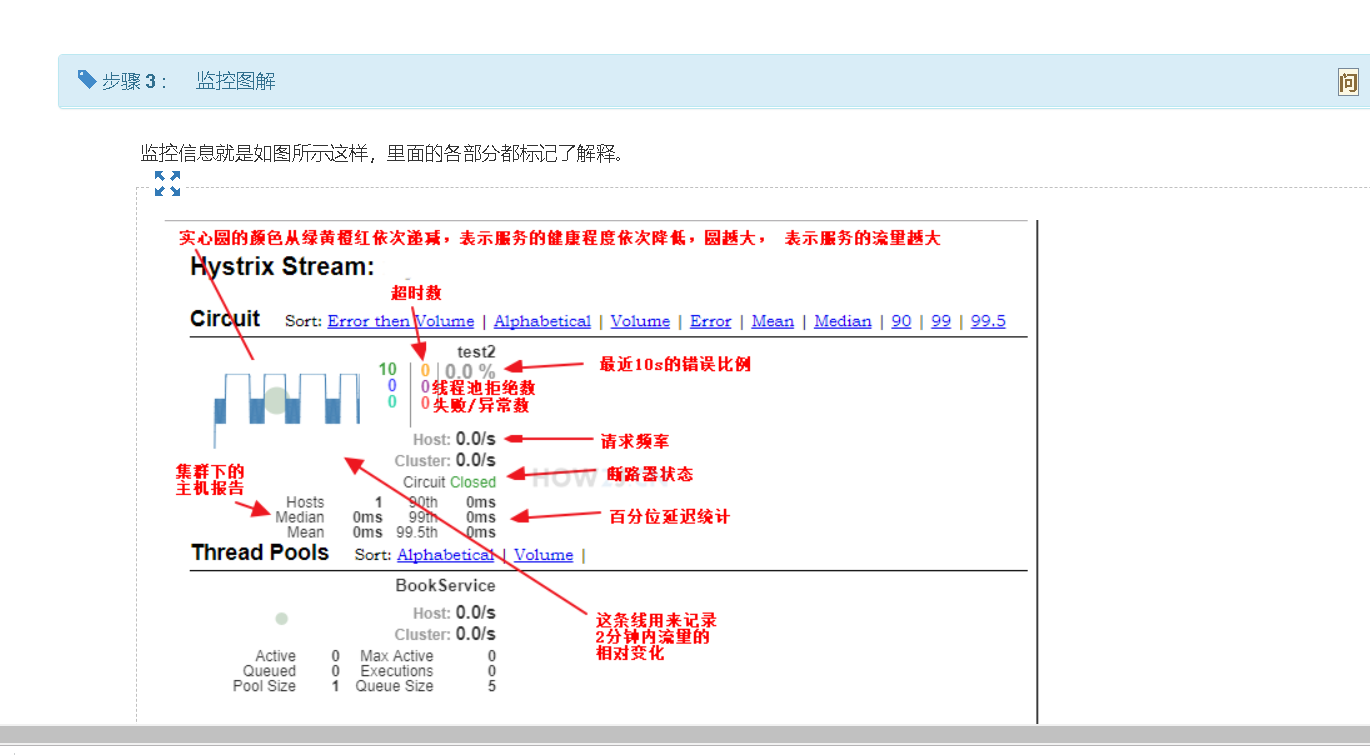 步骤 3 : 监控图解
问
监控信息就是如图所示这样，里面的各部分都标记了解释。
实心圆的颜色从绿黄橙红依次递减，表示服务的健康程度依次降低，圆越大， 表示服务的流量越大
Hystrix Stream:
超时数
Circuit Sort: Error then Volume | Alphabetical | Volume | Error | Mean | Median | 90 | 99 | 99.5
test2
10 0 0.0 % 最近10s的错误比例
0 0 线程池拒绝数
0 0 失败/异常数
Host: 0.0/s 请求频率
Cluster: 0.0/s
集群下的
主机报告
Circuit Closed 断路器状态
Hosts 1 90th 0ms
Median 0ms 99th 0ms 百分位延迟统计
Mean 0ms 99.5th 0ms
Thread Pools Sort: Alphabetical | Volume |
BookService
Host: 0.0/s
Cluster: 0.0/s
这条线用来记录
2分钟内流量的
相对变化
Active 0 Max Active 0
Queued 0 Executions 0
Pool Size 1 Queue Size 5